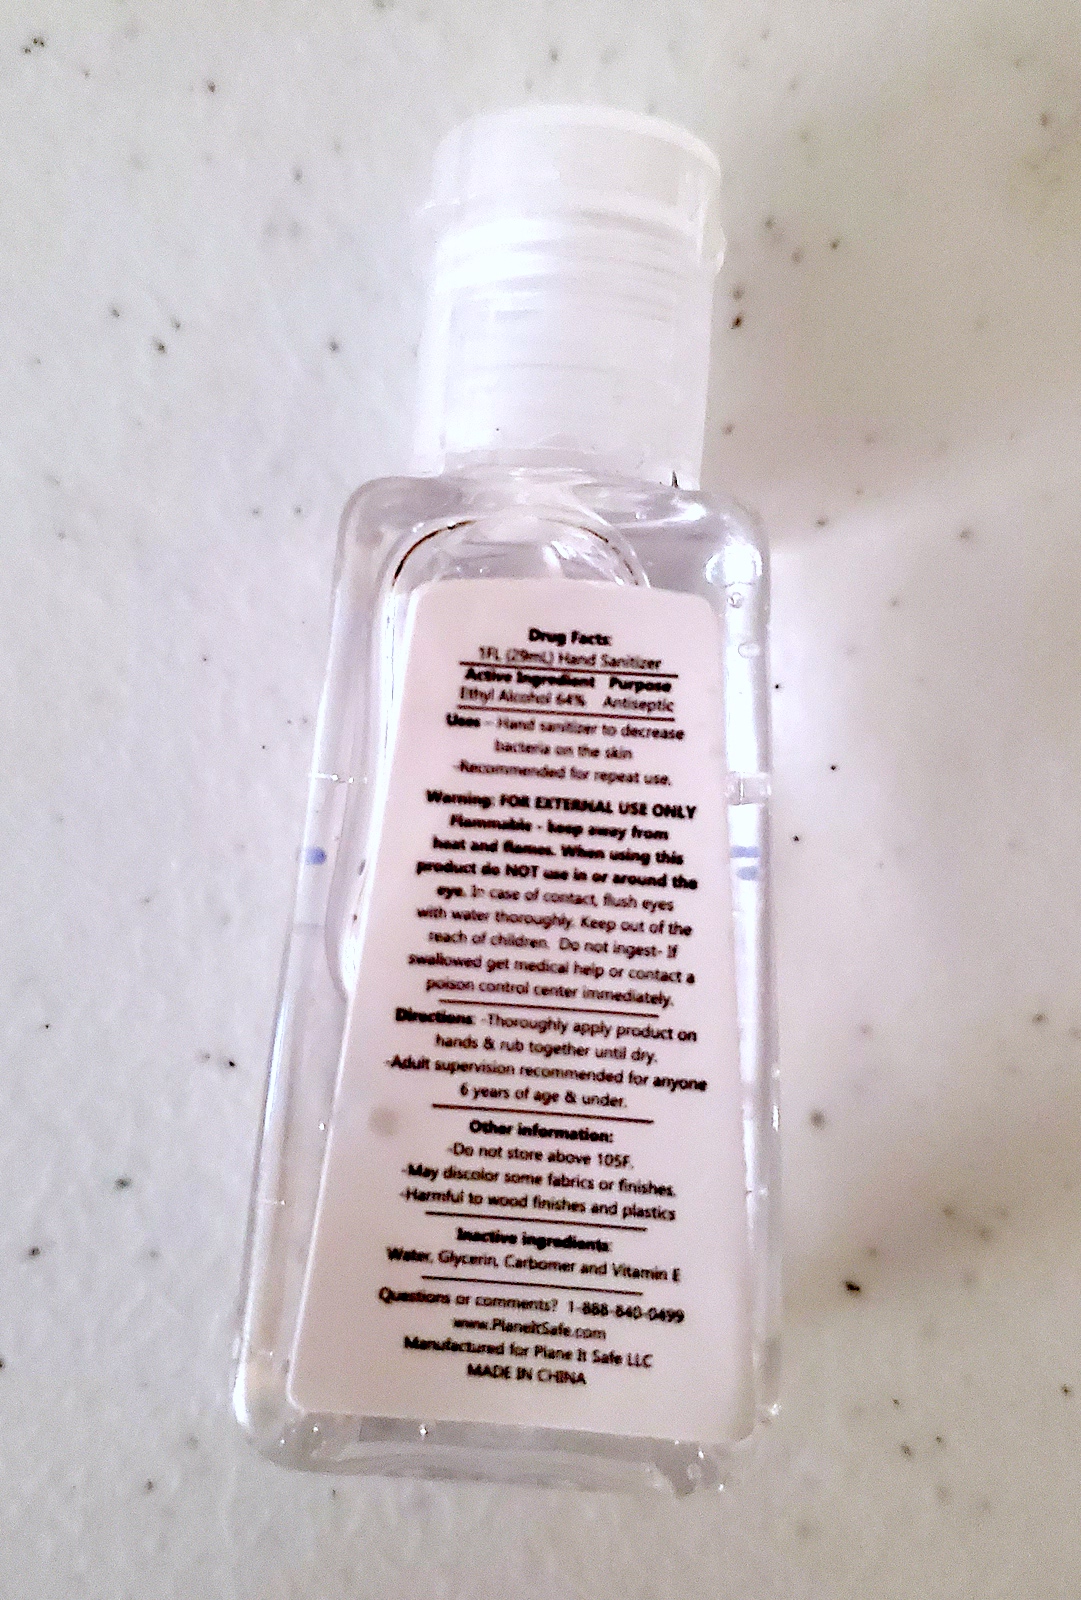 Drug Facts:
1FL (29mL) Hand Sanitizer
Active Ingredient Purpose
Ethyl Alcohol 64% Antiseptic
Uses - Hand sanitizer to decrease
bacteria on the skin
-Recommended for repeat use.
Warning: FOR EXTERNAL USE ONLY
Flammable - keep away from
heat and flames. When using this
product do NOT use in or around the
eye. In case of contact, flush eyes
with water thoroughly. Keep out of the
reach of children. Do not ingest- If
swallowed get medical help or contact a
poison control center immediately.
Directions: -Thoroughly apply product on
hands & rub together until dry.
-Adult supervision recommended for anyone
6 years of age & under.
Other information:
-Do not store above 105F.
-May discolor some fabrics or finishes.
-Harmful to wood finishes and plastics
Inactive ingredients:
Water, Glycerin, Carbomer and Vitamin E
Questions or comments? 1-888-840-0499
www.PlaneItSafe.com
Manufactured for Plane It Safe LLC
MADE IN CHINA